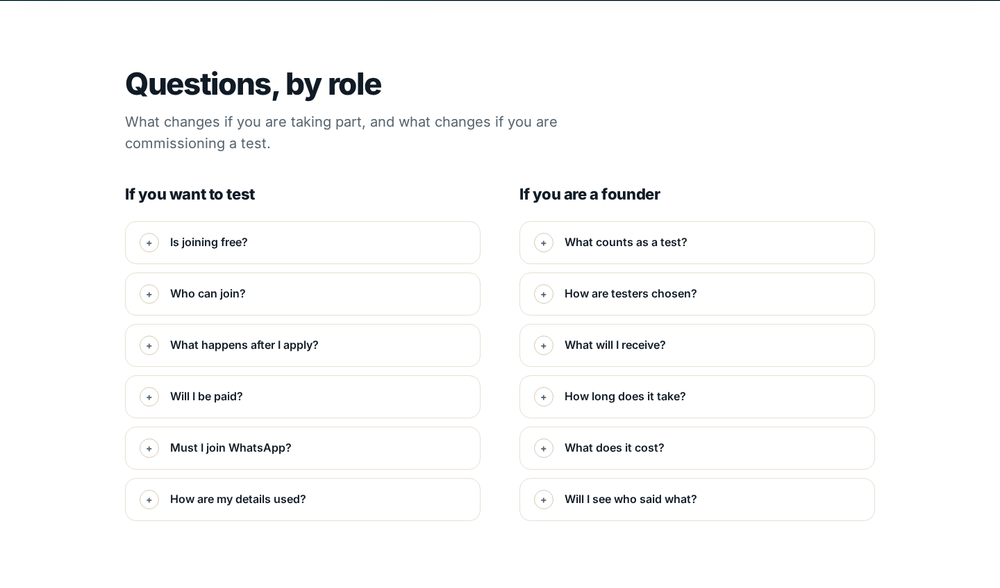 Questions, by role
What changes if you are taking part, and what changes if you are
commissioning a test.
If you want to test
+ Is joining free?
+ Who can join?
+ What happens after I apply?
+ Will I be paid?
+ Must I join WhatsApp?
+ How are my details used?
If you are a founder
+ What counts as a test?
+ How are testers chosen?
+ What will I receive?
+ How long does it take?
+ What does it cost?
+ Will I see who said what?